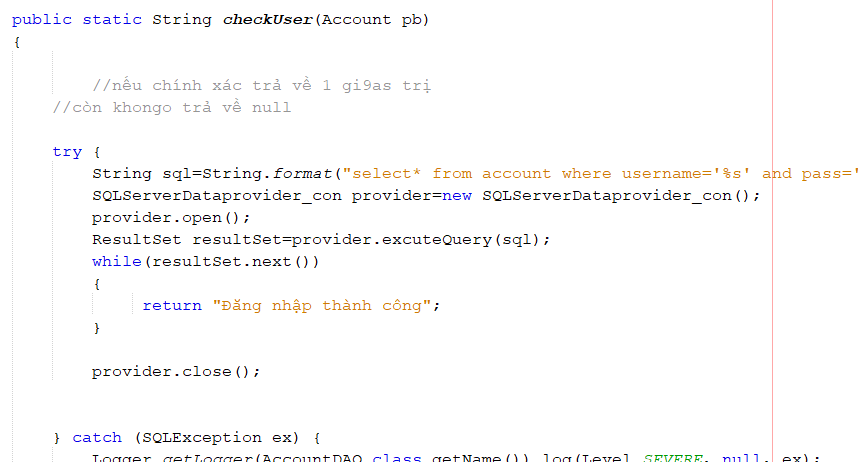 public static String checkUser(Account pb)
{
//nếu chính xác trả về 1 gi9as trị
//còn khongo trả về null
try {
String sql=String.format("select* from account where username='%s' and pass='
SQLServerDataprovider_con provider=new SQLServerDataprovider_con();
provider.open();
ResultSet resultSet=provider.excuteQuery(sql);
while(resultSet.next())
{
return "Đăng nhập thành công";
}
provider.close();
} catch (SQLException ex) {
Logger.getLogger(AccountDAO.class.getName()).log(Level.SEVERE, null, ex);